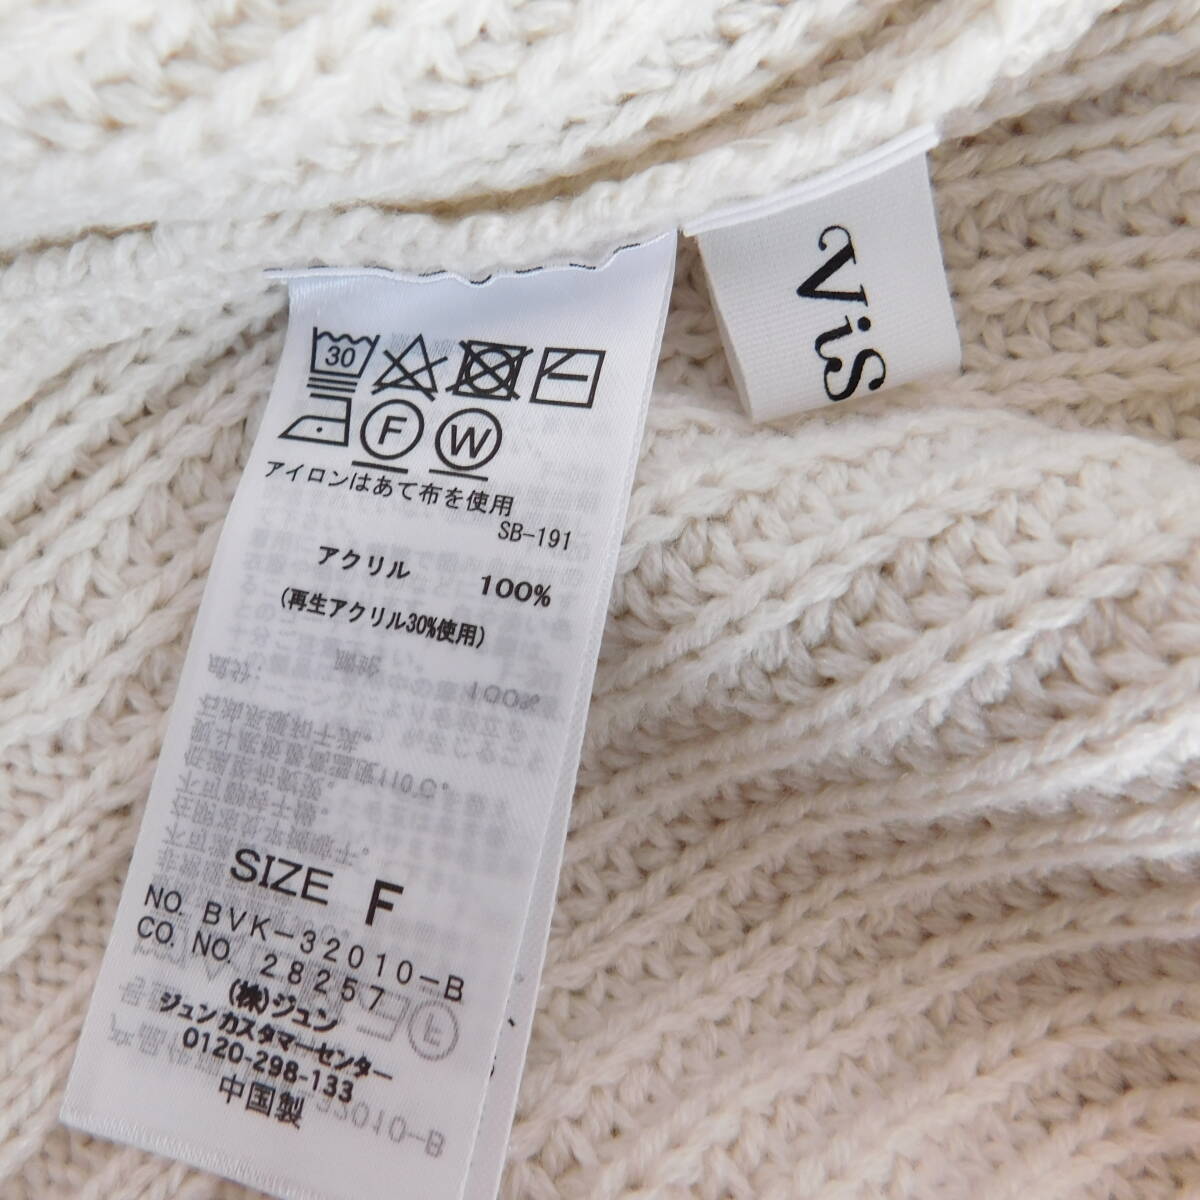 ViS
30
F W
アイロンはあて布を使用
SB-191
アクリル 100%
(再生アクリル30%使用)
SIZE F
NO. BVK-32010-B
CO. NO. 28257
(株)ジュン
ジュンカスタマーセンター
0120-298-133
中国製